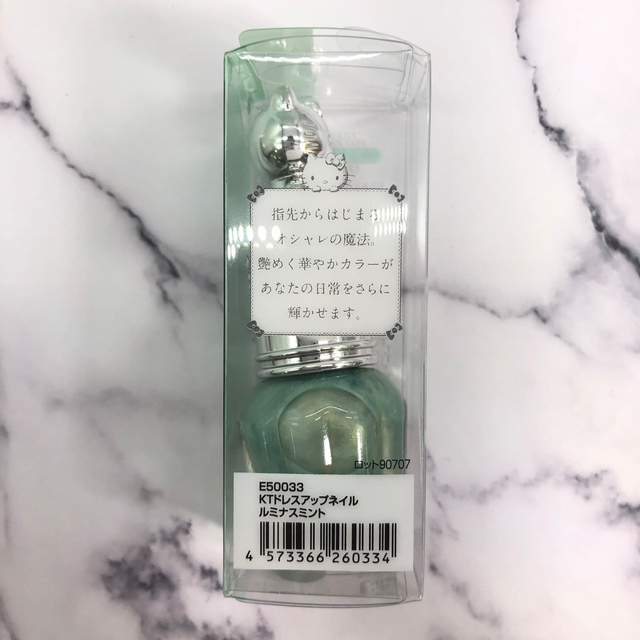 指先からはじまる
オシャレの魔法。
艶めく華やかカラーが
あなたの日常をさらに
輝かせます。
ロット90707
E50033
KTドレスアップネイル
ルミナスミント
4 573366 260334